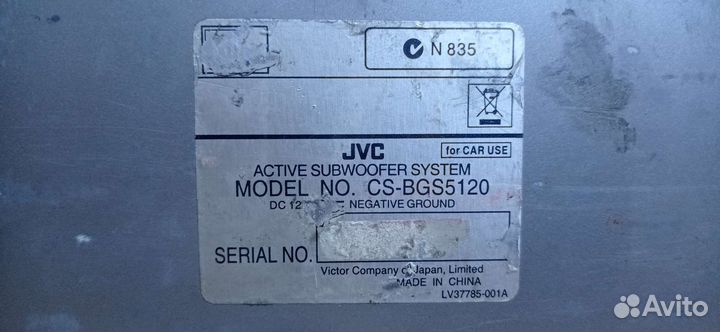 N 835
JVC
for CAR USE
ACTIVE SUBWOOFER SYSTEM
MODEL NO. CS-BGS5120
DC 12 NEGATIVE GROUND
SERIAL NO.
Victor Company of Japan, Limited
MADE IN CHINA
LV37785-001A
Avito